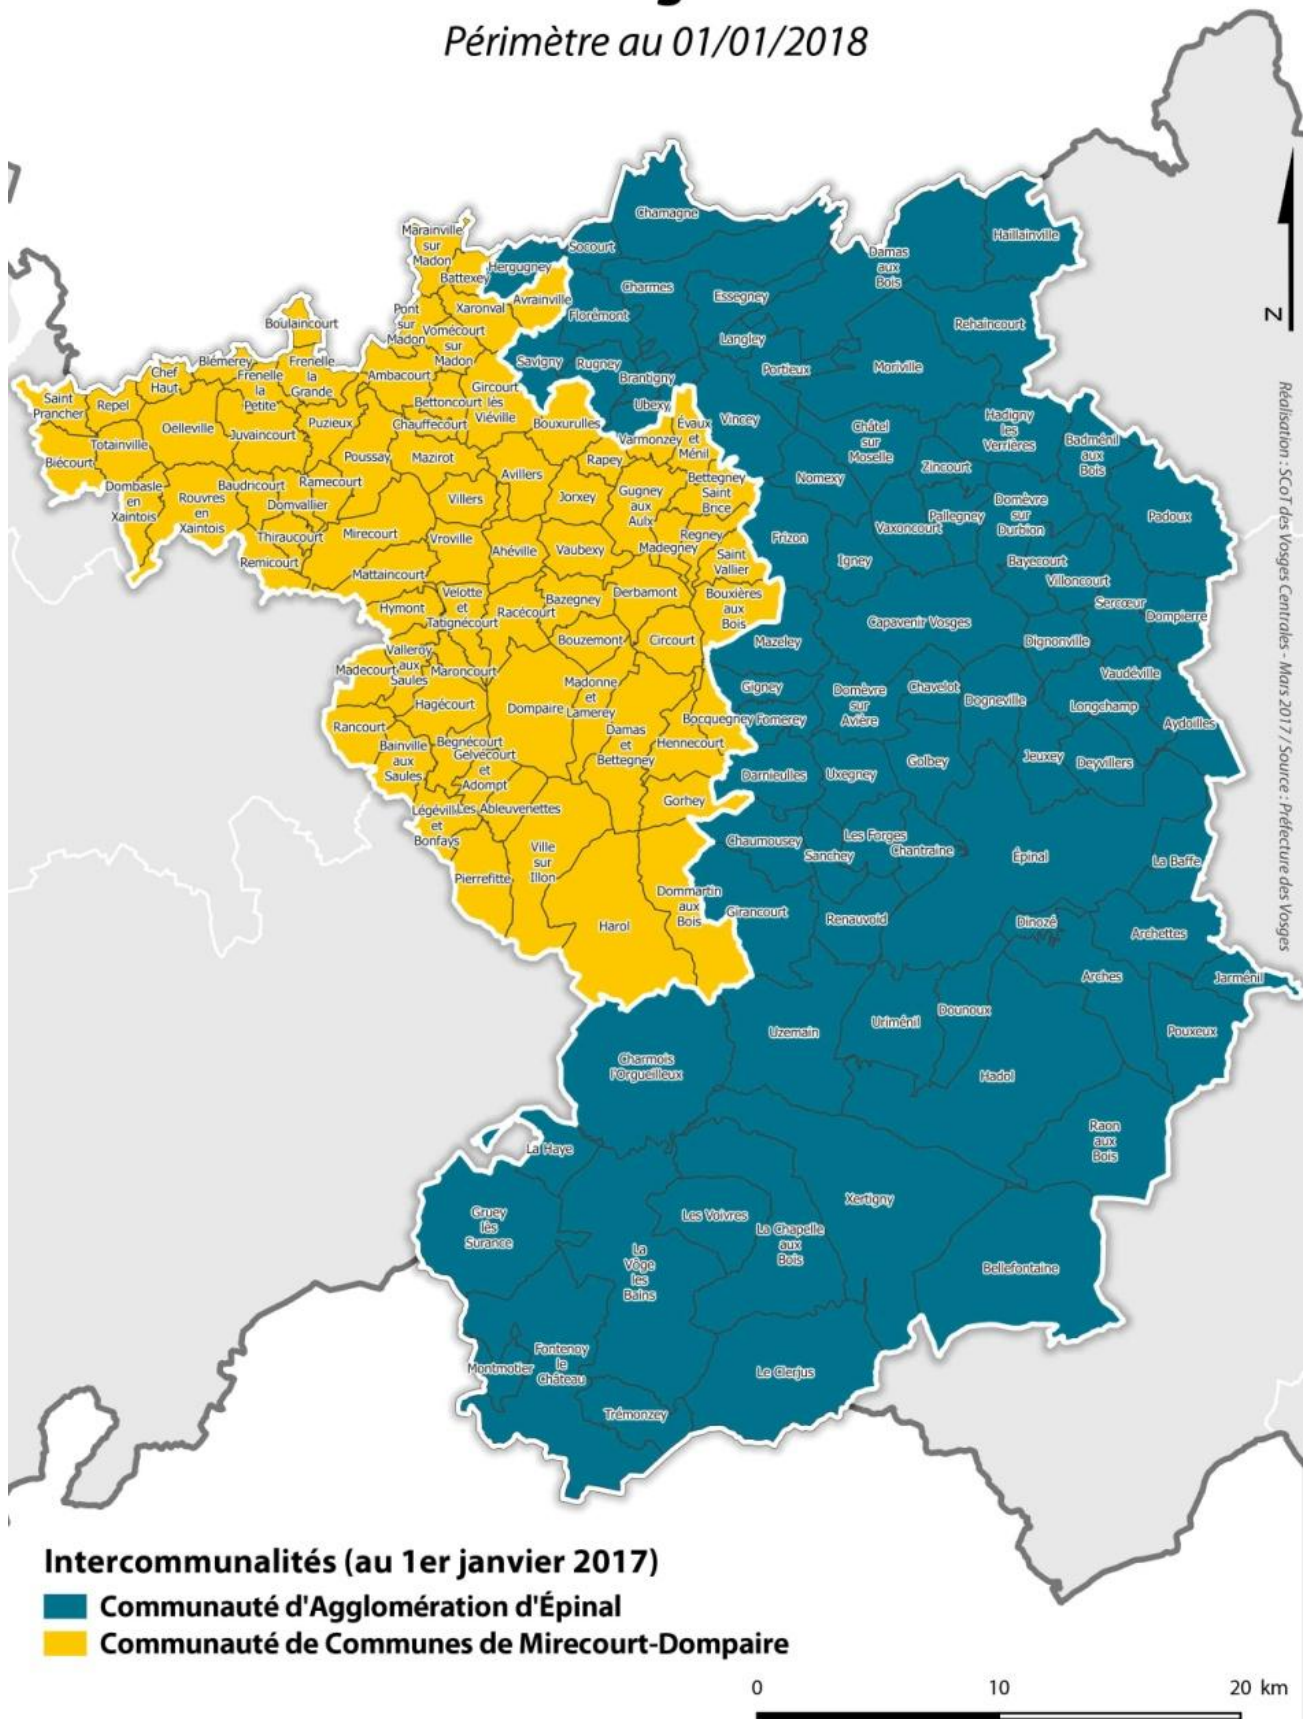 Périmètre au 01/01/2018
Chamagne
Haillainville
Marainville
sur
Madon
Socourt
Damas
aux
Bois
Hergugney
Battexey
Charmes
Essegney
Avrainville
Xaronval
Florémont
Pont
sur
Madon
Boulaincourt
Rehaincourt
Vomécourt
sur
Madon
Langley
Savigny
Rugney
Portieux
Moriville
Blémerey
Frenelle
la
Grande
Chef
Haut
Frenelle
la
Petite
Ambacourt
Brantigny
Gircourt
lès
Viéville
Saint
Prancher
Repel
Bettoncourt
Ubexy
Oëlleville
Juvaincourt
Puzieux
Chauffecourt
Bouxurulles
Évaux
et
Ménil
Vincey
Hadigny
les
Verrières
Châtel
sur
Moselle
Badménil
aux
Bois
Totainville
Varmonzey
Biécourt
Poussay
Mazirot
Rapey
Zincourt
Dombasle
en
Xaintois
Baudricourt
Ramecourt
Avillers
Bettegney
Saint
Brice
Nomexy
Rouvres
en
Xaintois
Domvallier
Villers
Jorxey
Gugney
aux
Aulx
Domèvre
sur
Durbion
Pallegney
Padoux
Thiraucourt
Mirecourt
Vroville
Regney
Frizon
Vaxoncourt
Remicourt
Ahéville
Vaubexy
Madegney
Saint
Vallier
Igney
Bayecourt
Villoncourt
Mattaincourt
Velotte
et
Tatignécourt
Bazegney
Derbamont
Bouxières
aux
Bois
Sercœur
Dompierre
Hymont
Racécourt
Capavenir Vosges
Bouzemont
Circourt
Mazeley
Dignonville
Valleroy
aux
Saules
Madecourt
Maroncourt
Vaudéville
Madonne
et
Lamerey
Gigney
Domèvre
sur
Avière
Chavelot
Dogneville
Longchamp
Hagécourt
Dompaire
Rancourt
Bocquegney
Fomerey
Aydoilles
Damas
et
Bettegney
Hennecourt
Bainville
aux
Saules
Begnécourt
Gelvécourt
et
Adompt
Darnieulles
Uxegney
Golbey
Jeuxey
Deyvillers
Légéville
et
Bonfays
Les Ableuvenettes
Gorhey
Chaumousey
Les Forges
Sanchey
Chantraine
Épinal
La Baffe
Ville
sur
Illon
Pierrefitte
Dommartin
aux
Bois
Girancourt
Renauvoid
Dinozé
Archettes
Harol
Arches
Jarménil
Dounoux
Uzemain
Uriménil
Pouxeux
Charmois
l'Orgueilleux
Hadol
Raon
aux
Bois
La Haye
Xertigny
Gruey
lès
Surance
Les Voivres
La Chapelle
aux
Bois
La
Vôge
les
Bains
Bellefontaine
Fontenoy
le
Château
Montmotier
Le Clerjus
Trémonzey
N
Réalisation : SCoT des Vosges Centrales - Mars 2017 / Source : Préfecture des Vosges
Intercommunalités (au 1er janvier 2017)
Communauté d'Agglomération d'Épinal
Communauté de Communes de Mirecourt-Dompaire
0 10 20 km